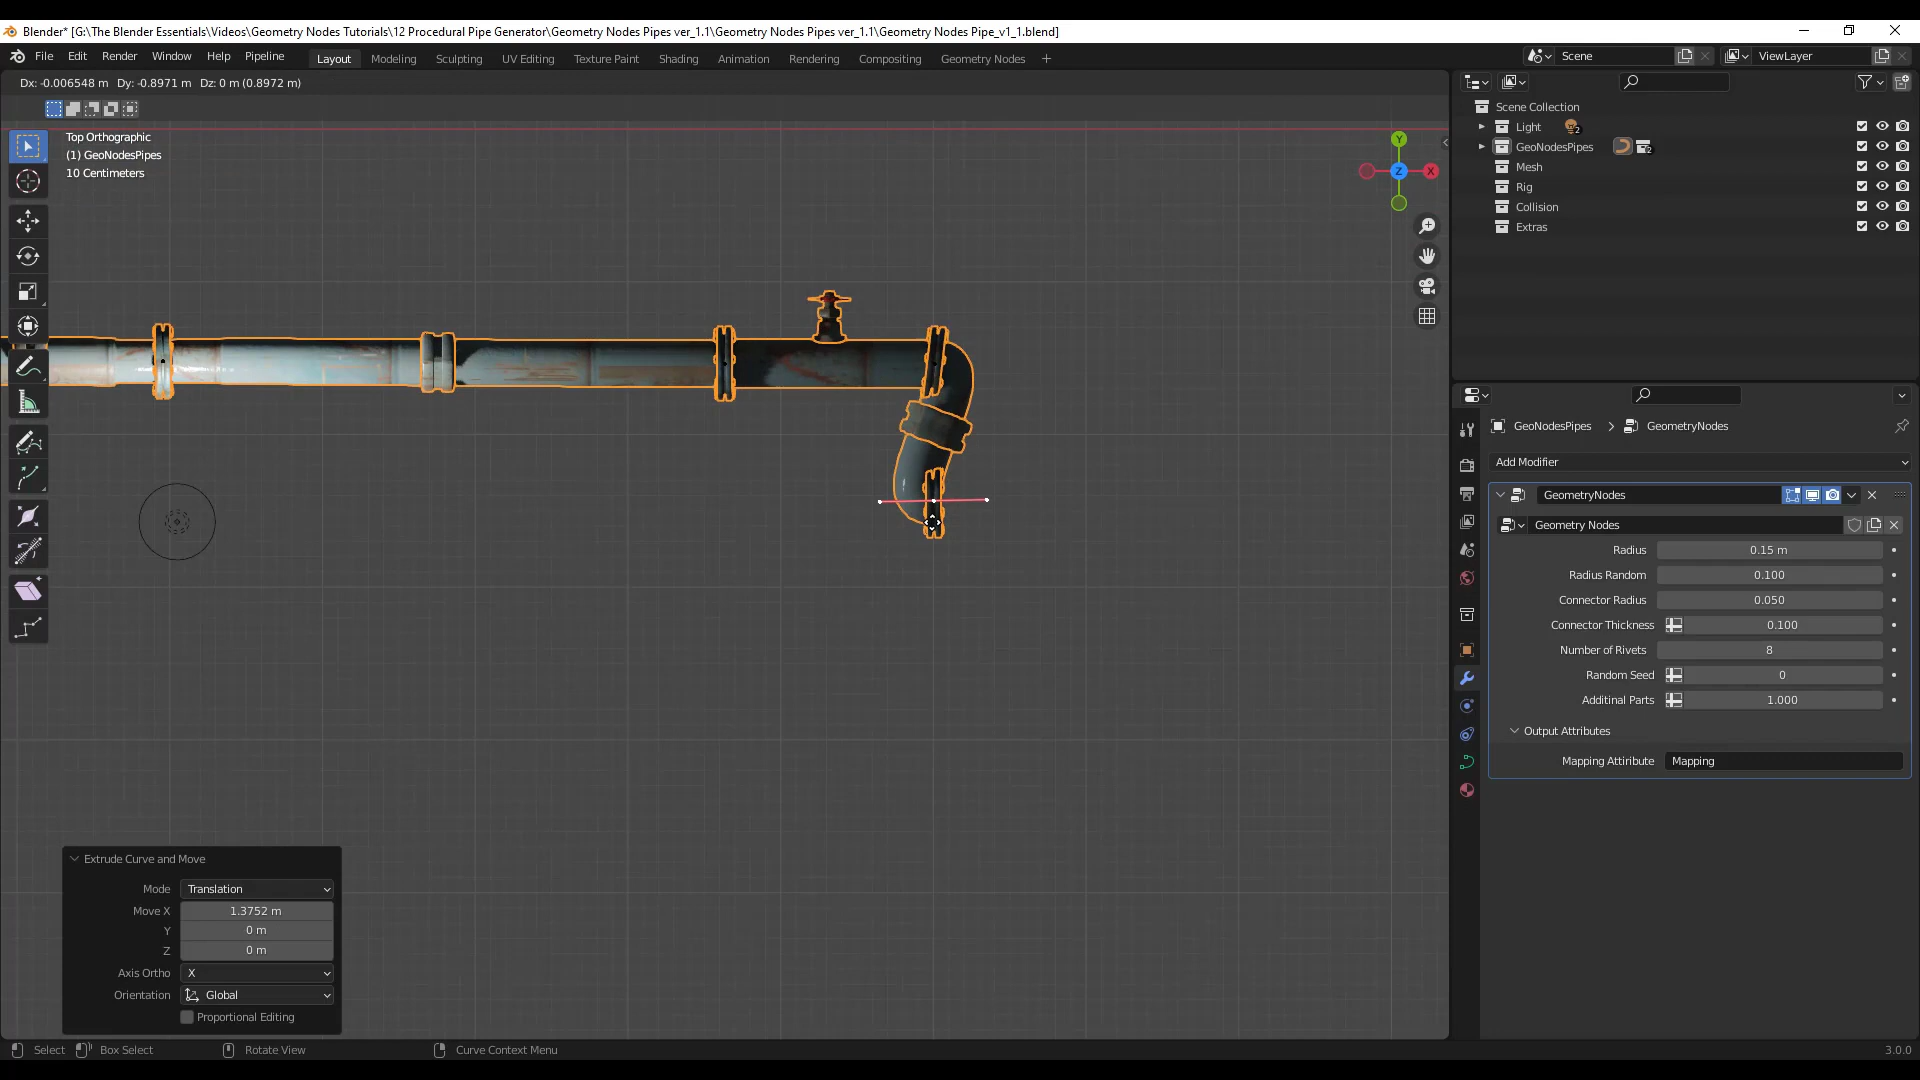 Blender* [G:\The Blender Essentials\Videos\Geometry Nodes Tutorials\12 Procedural Pipe Generator\Geometry Nodes Pipes ver_1.1\Geometry Nodes Pipes ver_1.1\Geometry Nodes Pipe_v1_1.blend]
File Edit Render Window Help Pipeline Layout Modeling Sculpting UV Editing Texture Paint Shading Animation Rendering Compositing Geometry Nodes + Scene ViewLayer
Dx: -0.006548 m Dy: -0.8971 m Dz: 0 m (0.8972 m)
Top Orthographic
(1) GeoNodesPipes
10 Centimeters
Y
Z
X
Scene Collection
Light 2
GeoNodesPipes 2
Mesh
Rig
Collision
Extras
GeoNodesPipes > GeometryNodes
Add Modifier
GeometryNodes
Geometry Nodes
Radius 0.15 m
Radius Random 0.100
Connector Radius 0.050
Connector Thickness 0.100
Number of Rivets 8
Random Seed 0
Additinal Parts 1.000
Output Attributes
Mapping Attiribute Mapping
Extrude Curve and Move
Mode Translation
Move X 1.3752 m
Y 0 m
Z 0 m
Axis Ortho X
Orientation Global
Proportional Editing
Select Box Select Rotate View Curve Context Menu 3.0.0